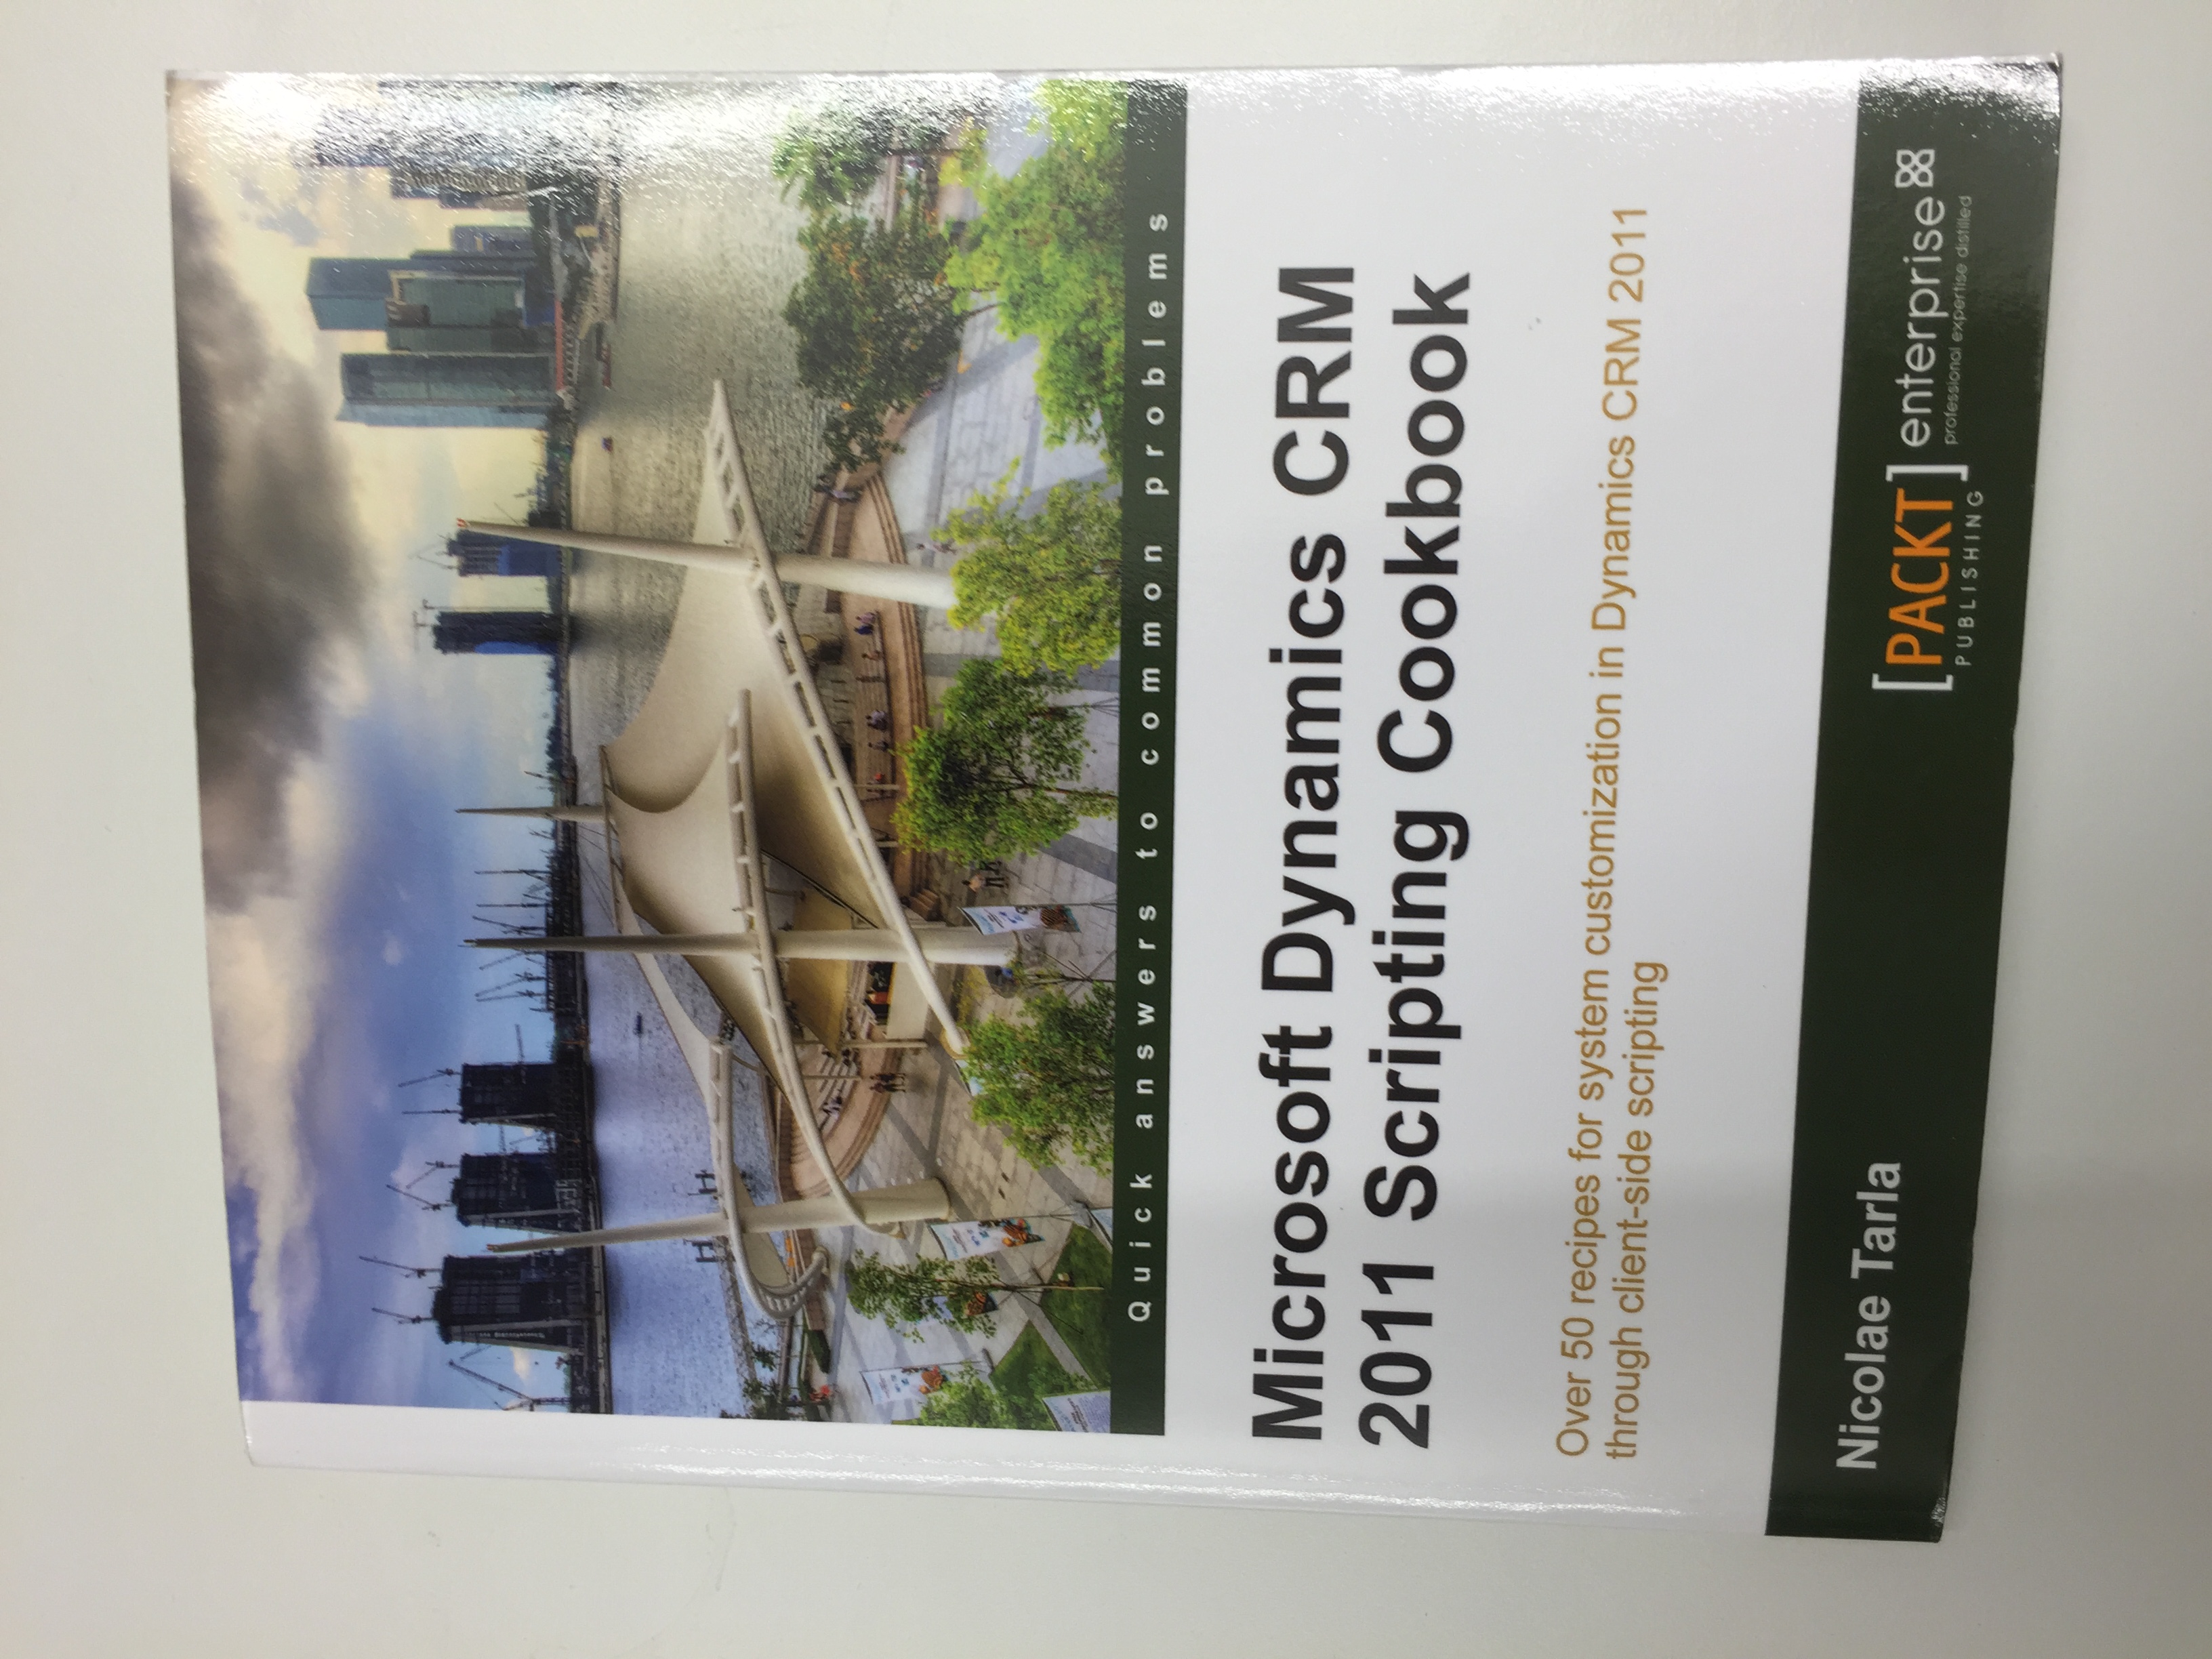 Quick answers to common problems
Microsoft Dynamics CRM
2011 Scripting Cookbook
Over 50 recipes for system customization in Dynamics CRM 2011
through client-side scripting
Nicolae Tarla
[PACKT]
PUBLISHING
enterprise
professional expertise distilled